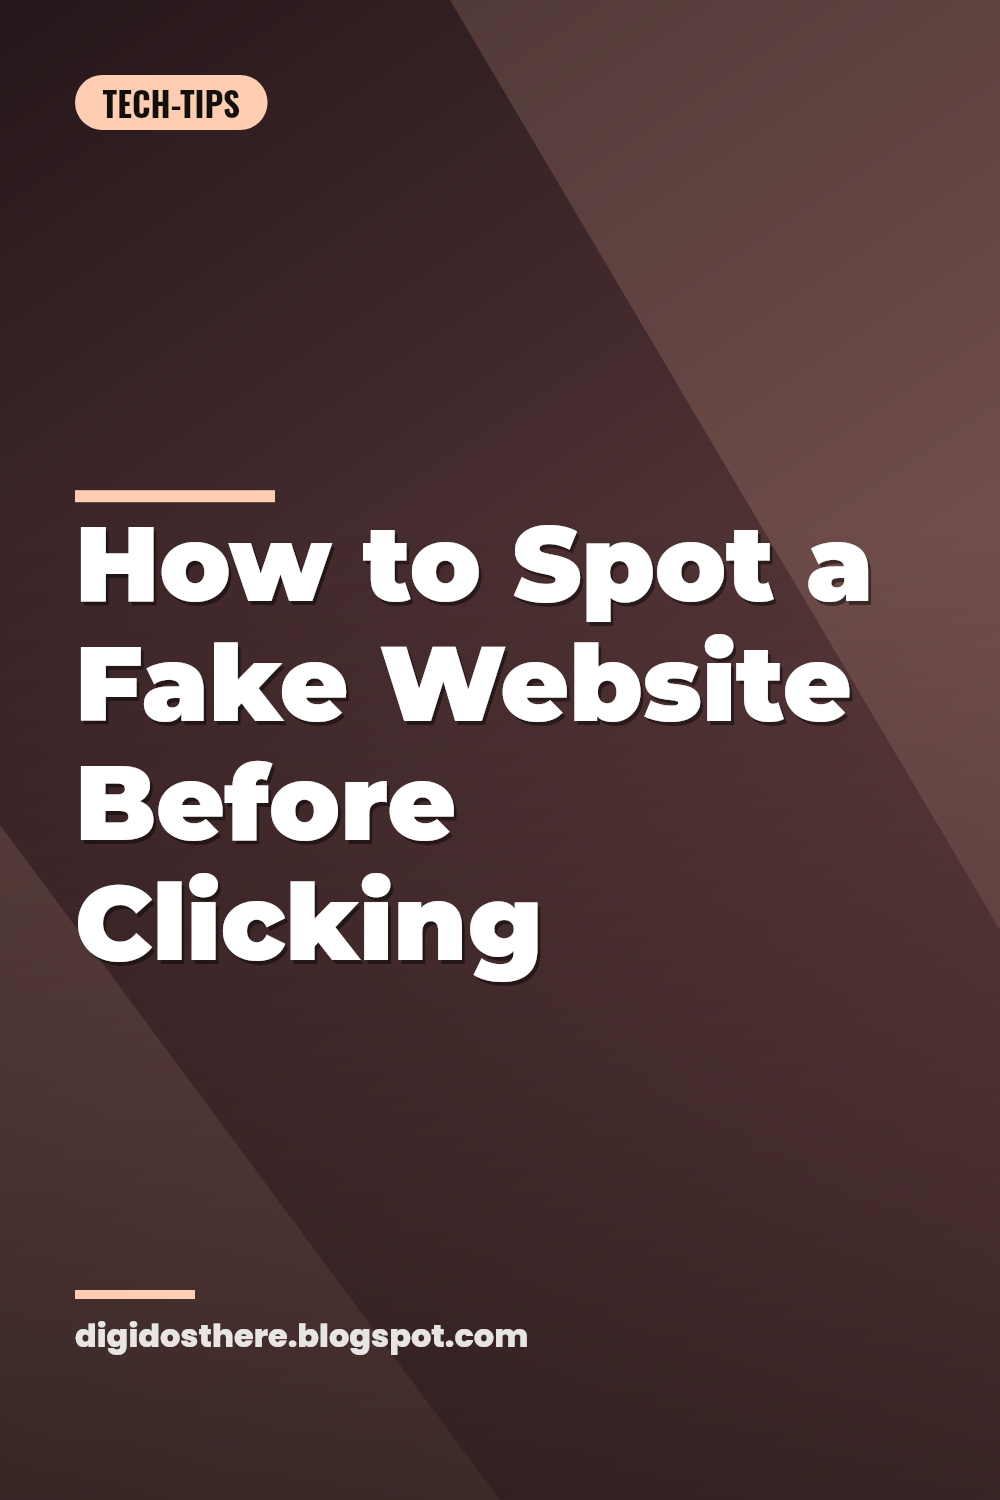 TECH-TIPS
How to Spot a
Fake Website
Before
Clicking
digidosthere.blogspot.com